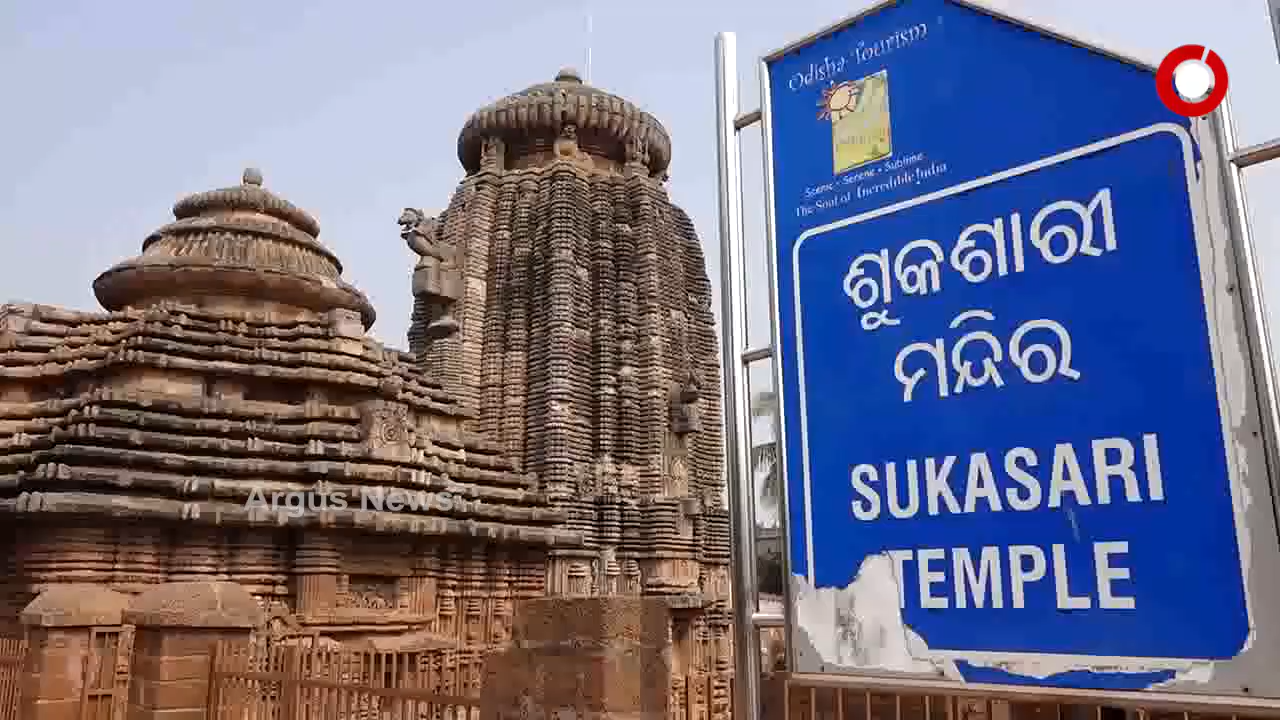 Odisha Tourism
Scenic • Serene • Sublime
The Soul of Incredible India
ଶୁକଶାରୀ
ମନ୍ଦିର
SUKASARI
TEMPLE
Argus News